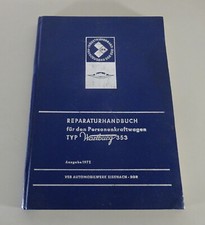 REPARATURHANDBUCH
für den Personenkraftwagen
TYP Wartburg 353
Ausgabe 1972
VEB AUTOMOBILWERK EISENACH - DDR